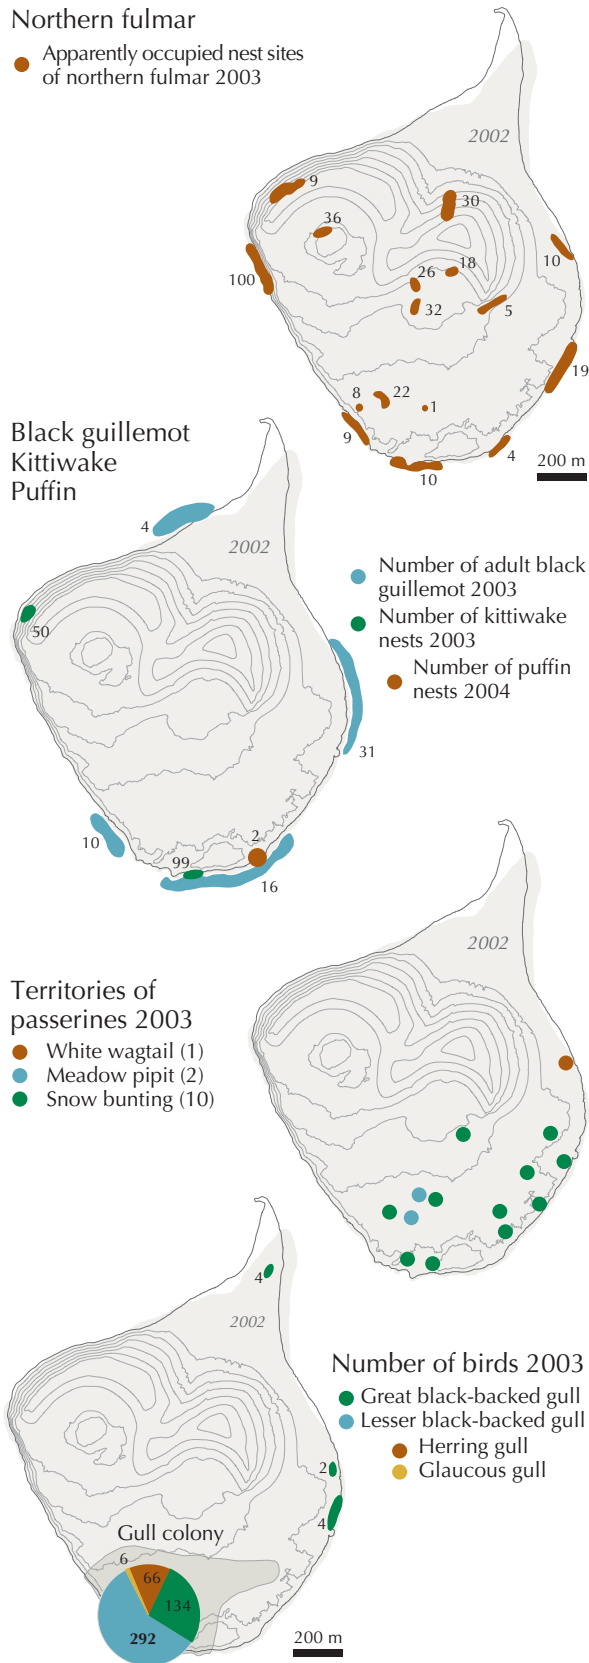 Northern fulmar
Apparently occupied nest sites
of northern fulmar 2003
2002
9
30
36
10
18
26
100
32
5
19
8
22
1
9
4
10
200 m
Black guillemot
Kittiwake
Puffin
4
2002
Number of adult black
guillemot 2003
Number of kittiwake
nests 2003
Number of puffin
nests 2004
50
31
10
2
99
16
2002
Territories of
passerines 2003
White wagtail (1)
Meadow pipit (2)
Snow bunting (10)
4
2002
Number of birds 2003
Great black-backed gull
Lesser black-backed gull
Herring gull
Glaucous gull
2
4
Gull colony
6
66
134
292
200 m